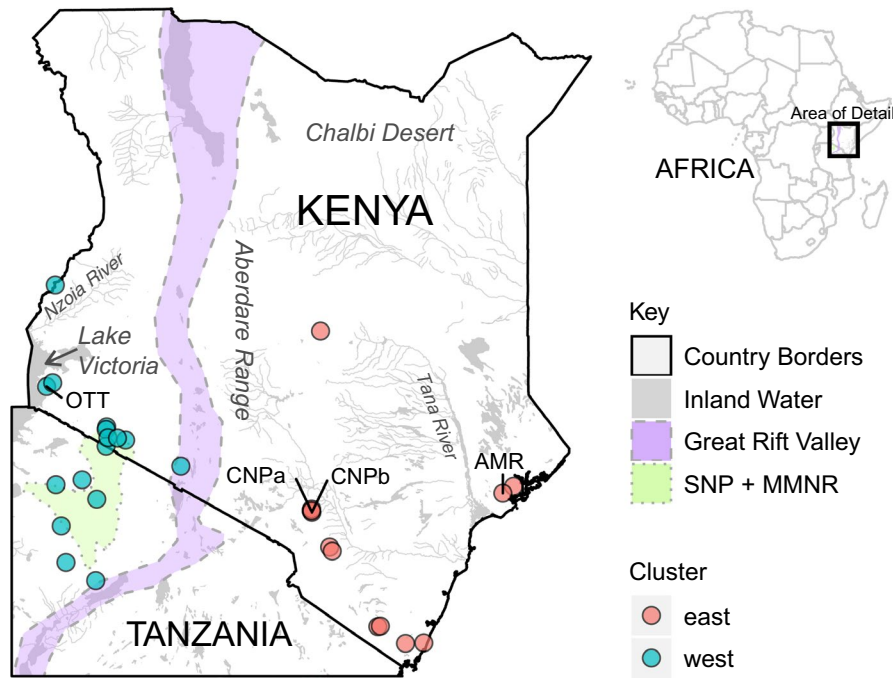 Chalbi Desert
KENYA
Aberdare Range
Nzoia River
Lake
Victoria
OTT
Tana River
CNPa
CNPb
AMR
TANZANIA
Area of Detail
AFRICA
Key
Country Borders
Inland Water
Great Rift Valley
SNP + MMNR
Cluster
east
west